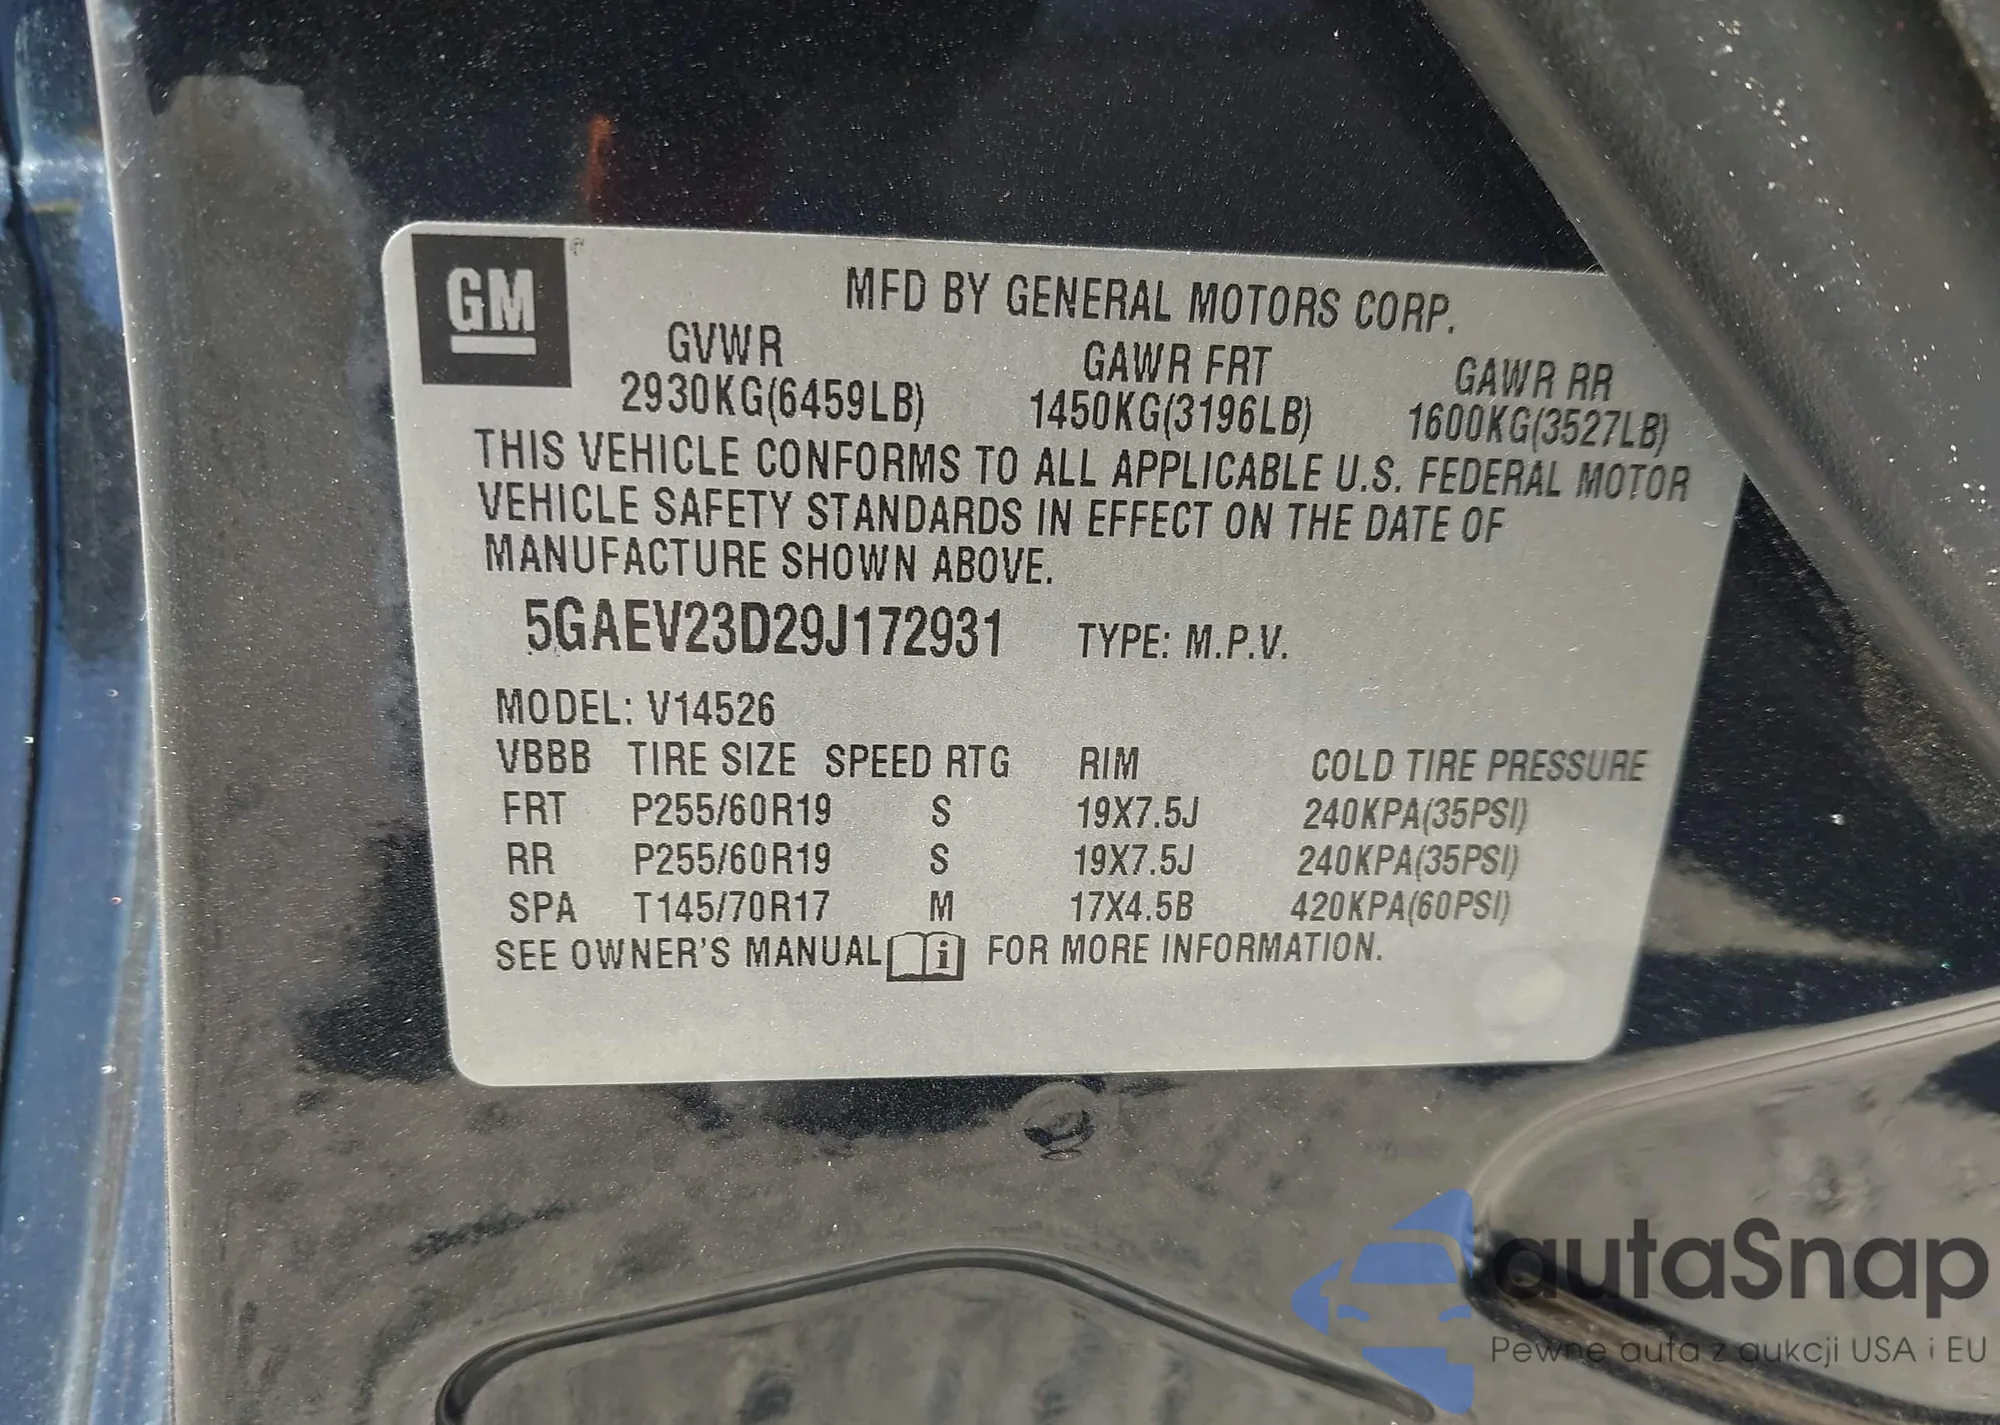 GM
MFD BY GENERAL MOTORS CORP.
GVWR GAWR FRT GAWR RR
2930KG(6459LB) 1450KG(3196LB) 1600KG(3527LB)
THIS VEHICLE CONFORMS TO ALL APPLICABLE U.S. FEDERAL MOTOR
VEHICLE SAFETY STANDARDS IN EFFECT ON THE DATE OF
MANUFACTURE SHOWN ABOVE.
5GAEV23D29J172931 TYPE: M.P.V.
MODEL: V14526
VBBB TIRE SIZE SPEED RTG RIM COLD TIRE PRESSURE
FRT P255/60R19 S 19X7.5J 240KPA(35PSI)
RR P255/60R19 S 19X7.5J 240KPA(35PSI)
SPA T145/70R17 M 17X4.5B 420KPA(60PSI)
SEE OWNER'S MANUAL i FOR MORE INFORMATION.
autaSnap
Pewne auta z aukcji USA i EU